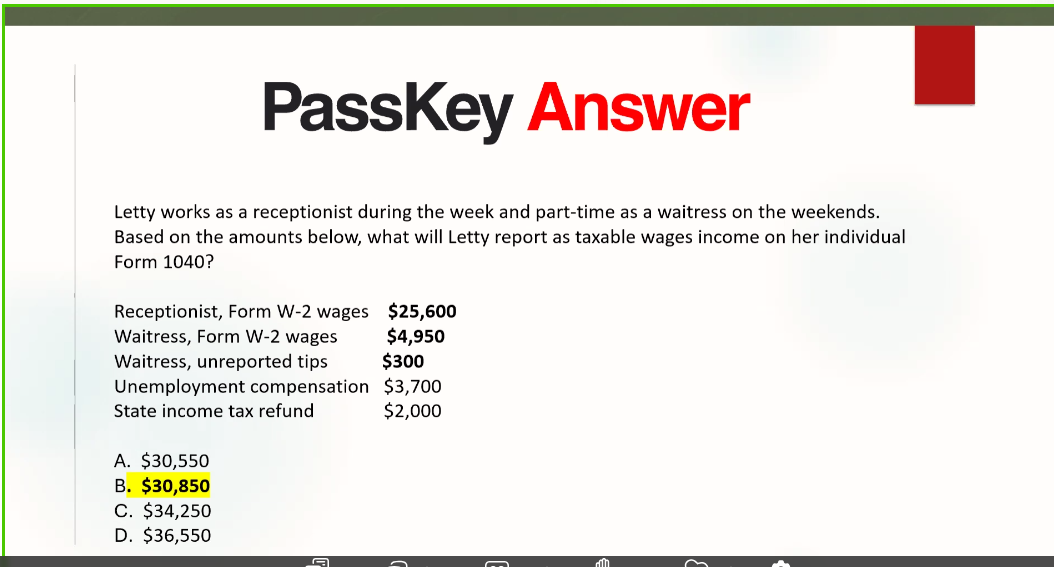 PassKey Answer
Letty works as a receptionist during the week and part-time as a waitress on the weekends.
Based on the amounts below, what will Letty report as taxable wages income on her individual
Form 1040?
Receptionist, Form W-2 wages $25,600
Waitress, Form W-2 wages $4,950
Waitress, unreported tips $300
Unemployment compensation $3,700
State income tax refund $2,000
A. $30,550
B. $30,850
C. $34,250
D. $36,550